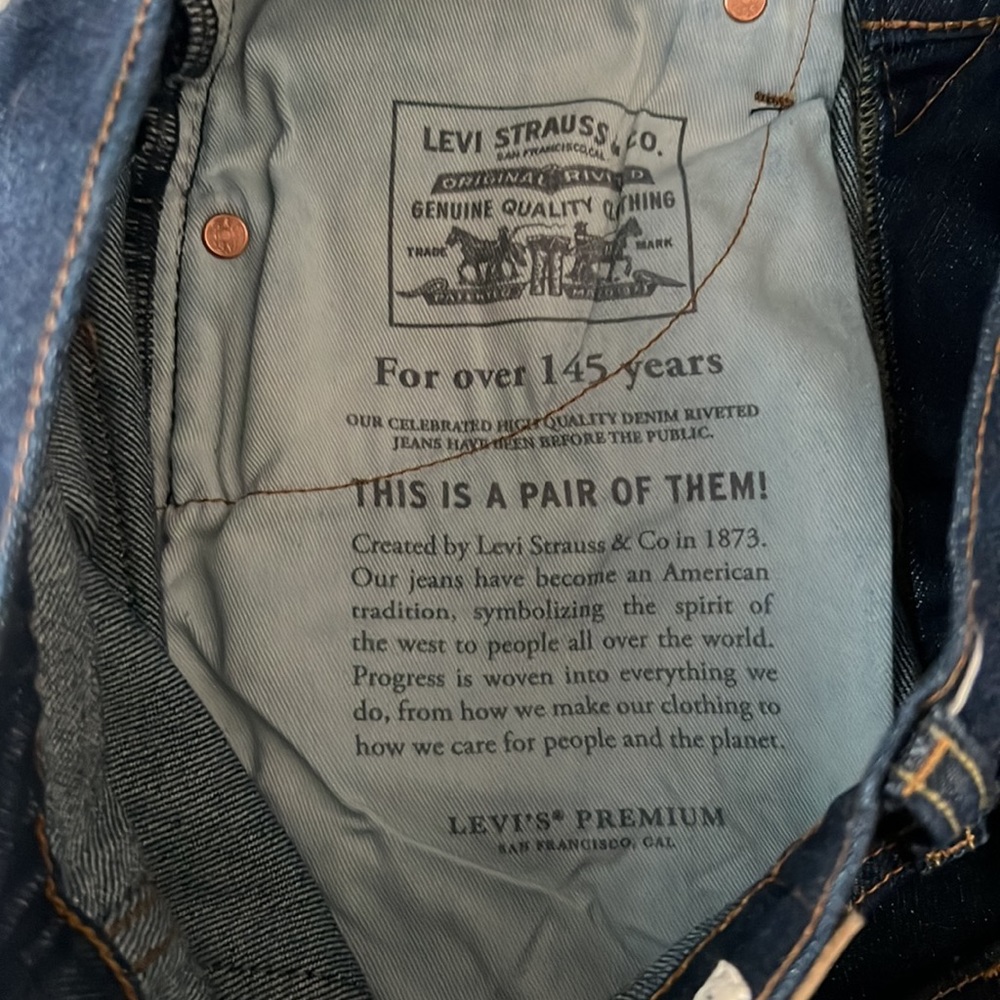 LEVI STRAUSS & CO.
SAN FRANCISCO, CAL.
ORIGINAL
GENUINE QUALITY
TRADE MARK
PATENTED
For over 145 years
OUR CELEBRATED HIGH QUALITY DENIM RIVETED
JEANS HAVE BEEN BEFORE THE PUBLIC.
THIS IS A PAIR OF THEM!
Created by Levi Strauss & Co in 1873.
Our jeans have become an American
tradition, symbolizing the spirit of
the west to people all over the world.
Progress is woven into everything we
do, from how we make our clothing to
how we care for people and the planet.
LEVI'S® PREMIUM
SAN FRANCISCO, CAL